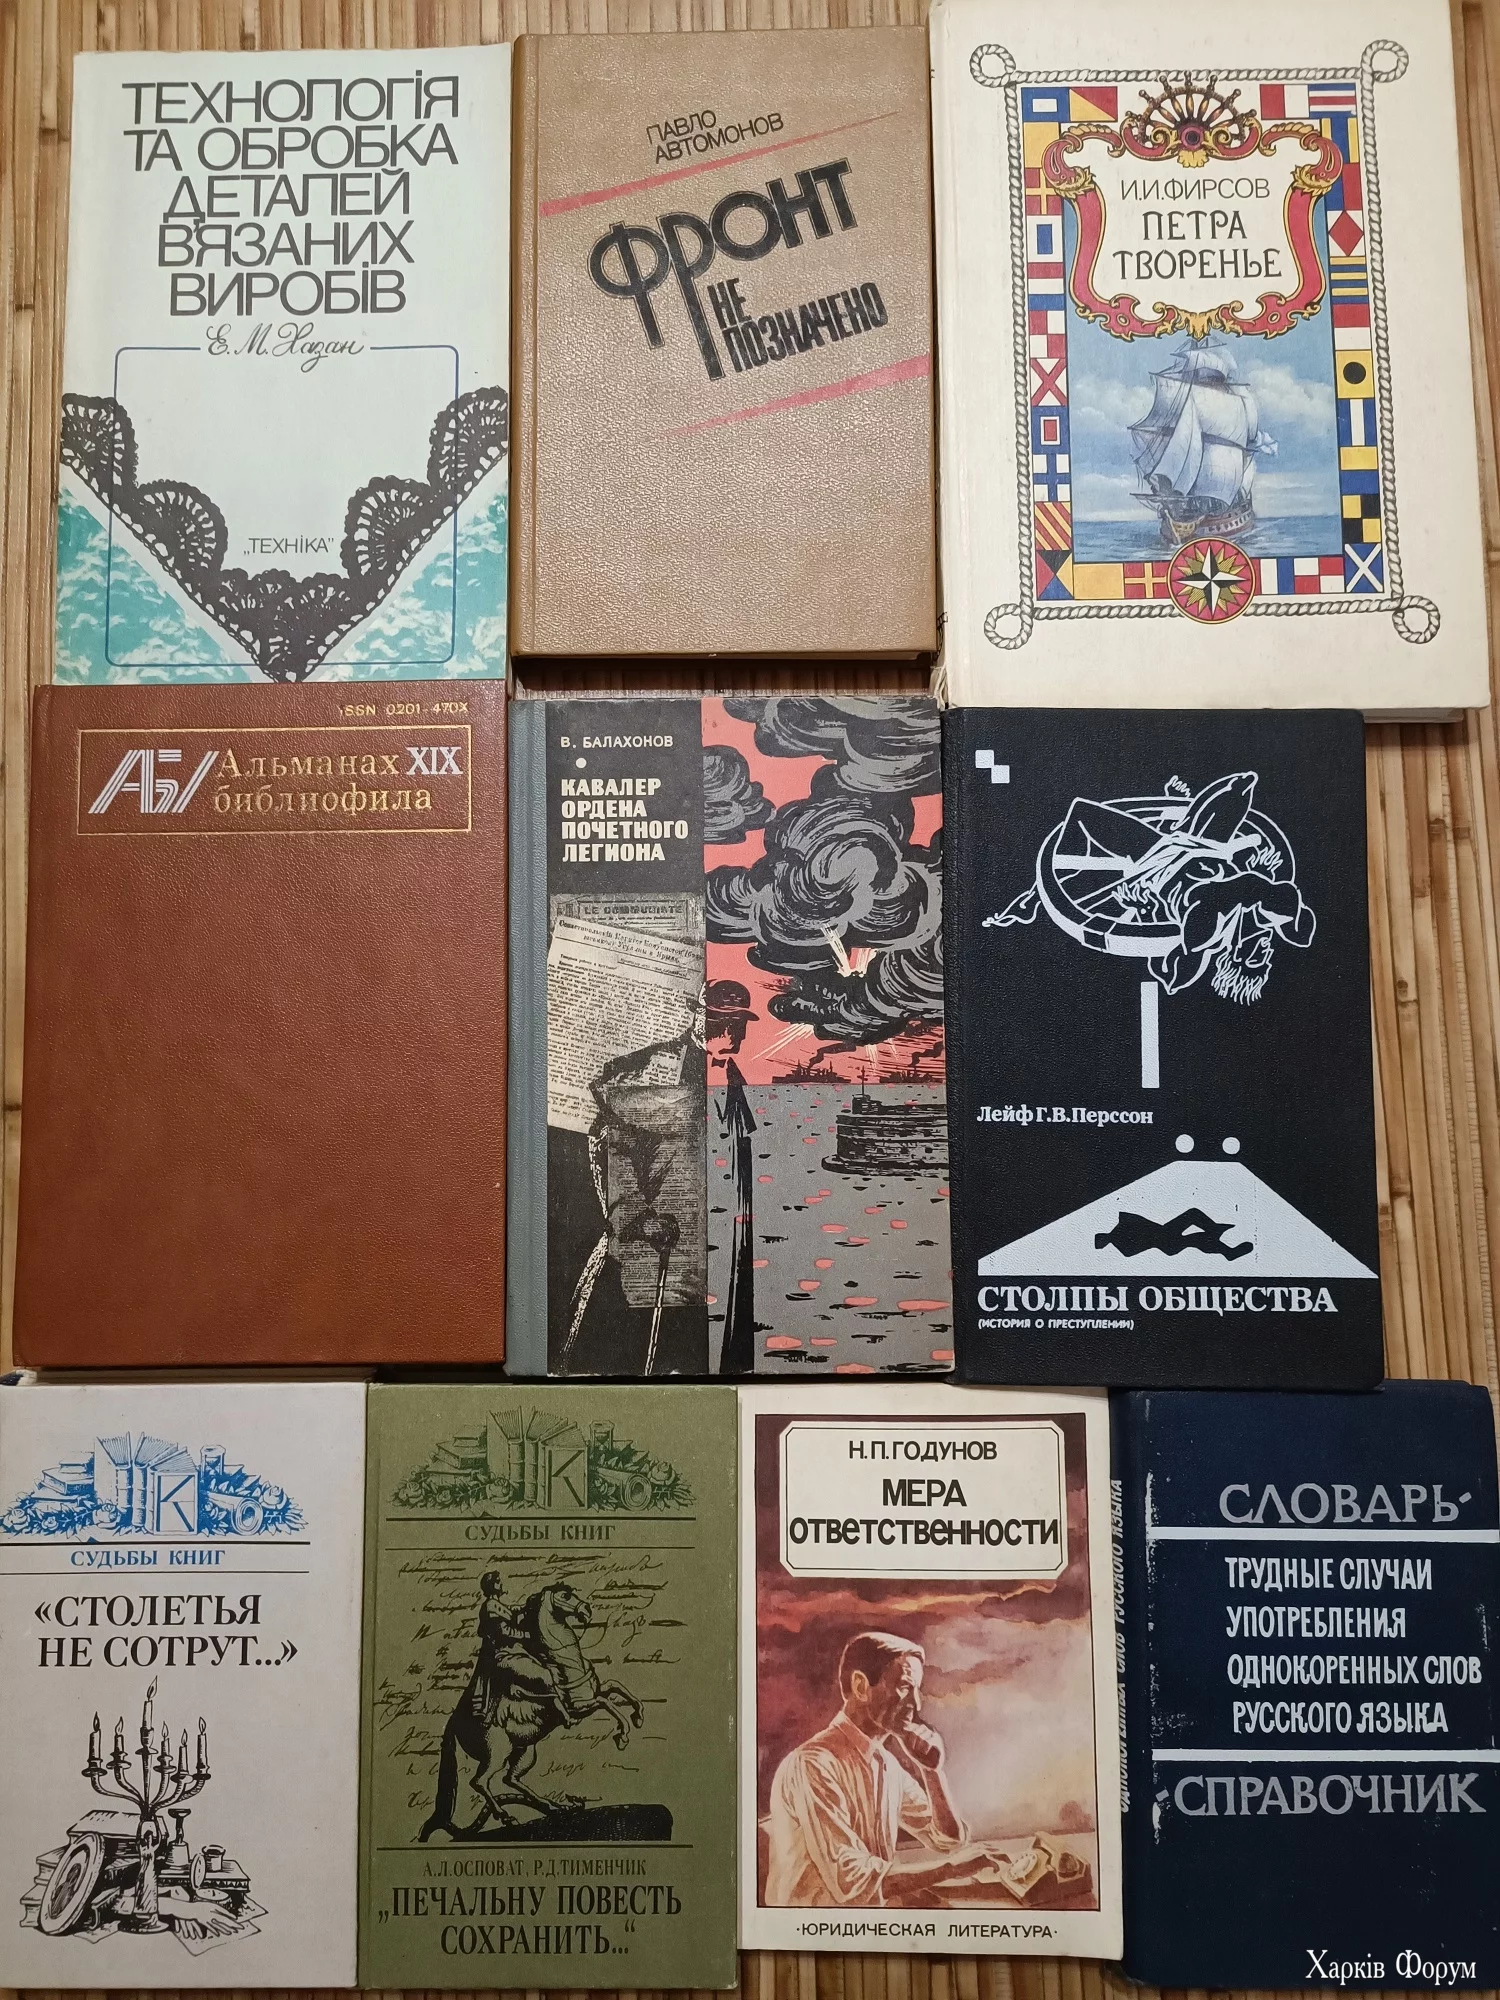 ТЕХНОЛОГІЯ
ТА ОБРОБКА
ДЕТАЛЕЙ
В'ЯЗАНИХ
ВИРОБІВ
Е.М. Хазан
„ТЕХНІКА"
ПАВЛО
АВТОМОНОВ
ФРОНТ
НЕ
ПОЗНАЧЕНО
И.И.ФИРСОВ
ПЕТРА
ТВОРЕНЬЕ
ISSN 0201-470X
АБ
Альманах XIX
библиофила
В. БАЛАХОНОВ
КАВАЛЕР
ОРДЕНА
ПОЧЕТНОГО
ЛЕГИОНА
LE COMMUNISTE
Лейф Г.В.Перссон
СТОЛПЫ ОБЩЕСТВА
(ИСТОРИЯ О ПРЕСТУПЛЕНИИ)
К
СУДЬБЫ КНИГ
«СТОЛЕТЬЯ
НЕ СОТРУТ...»
К
СУДЬБЫ КНИГ
А.Л.ОСПОВАТ, Р.Д.ТИМЕНЧИК
„ПЕЧАЛЬНУ ПОВЕСТЬ
СОХРАНИТЬ..."
Н.П.ГОДУНОВ
МЕРА
ОТВЕТСТВЕННОСТИ
·ЮРИДИЧЕСКАЯ ЛИТЕРАТУРА·
СЛОВАРЬ·
ТРУДНЫЕ СЛУЧАИ
УПОТРЕБЛЕНИЯ
ОДНОКОРЕННЫХ СЛОВ
РУССКОГО ЯЗЫКА
·СПРАВОЧНИК
Харків Форум